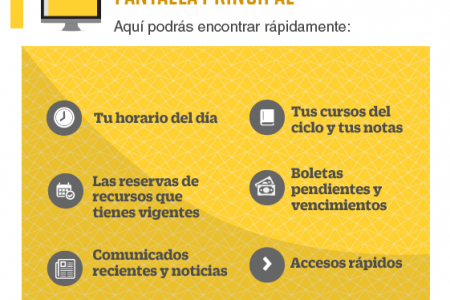 PANTALLA PRINCIPAL
Aquí podrás encontrar rápidamente:
Tu horario del día
Tus cursos del
ciclo y tus notas
Las reservas de
recursos que
tienes vigentes
Boletas
pendientes y
vencimientos
Comunicados
recientes y noticias
Accesos rápidos